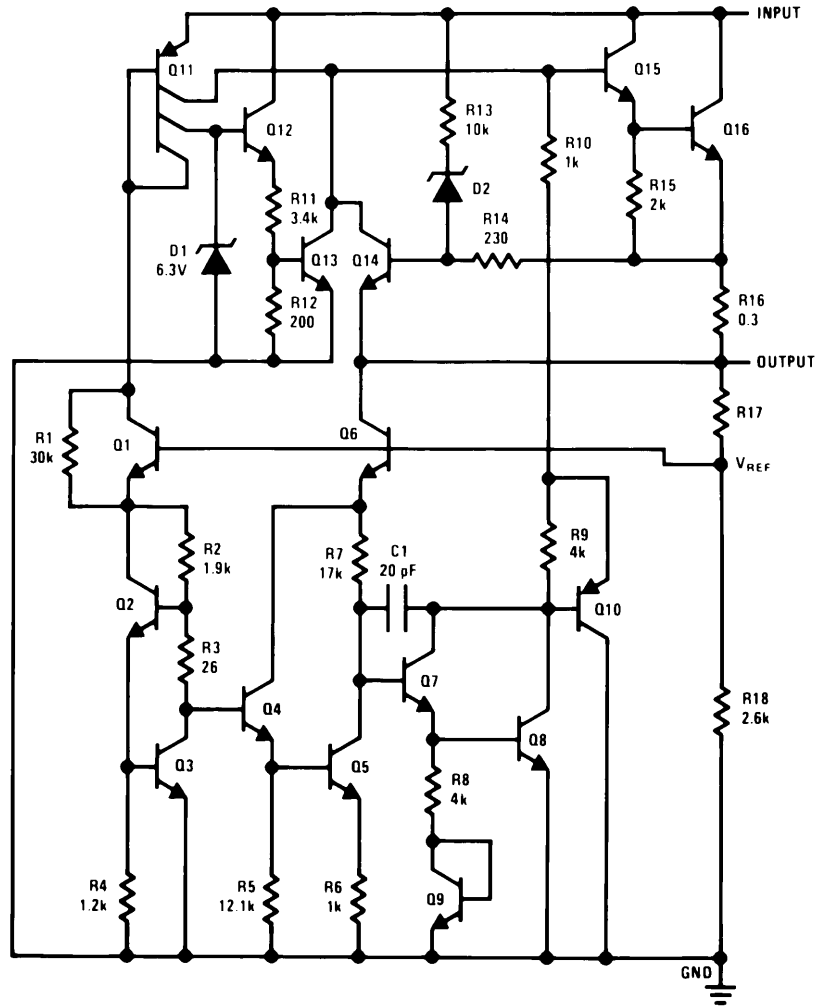 INPUT
Q11
Q15
Q12
Q16
R13
10k
R10
1k
D2
R11
3.4k
R15
2k
R14
230
D1
6.3V
Q13
Q14
R12
200
R16
0.3
OUTPUT
R1
30k
Q1
Q6
R17
VREF
R2
1.9k
R7
17k
C1
20 pF
R9
4k
Q2
Q10
R3
26
Q7
Q4
R18
2.6k
Q3
Q5
Q8
R8
4k
R4
1.2k
R5
12.1k
R6
1k
Q9
GND